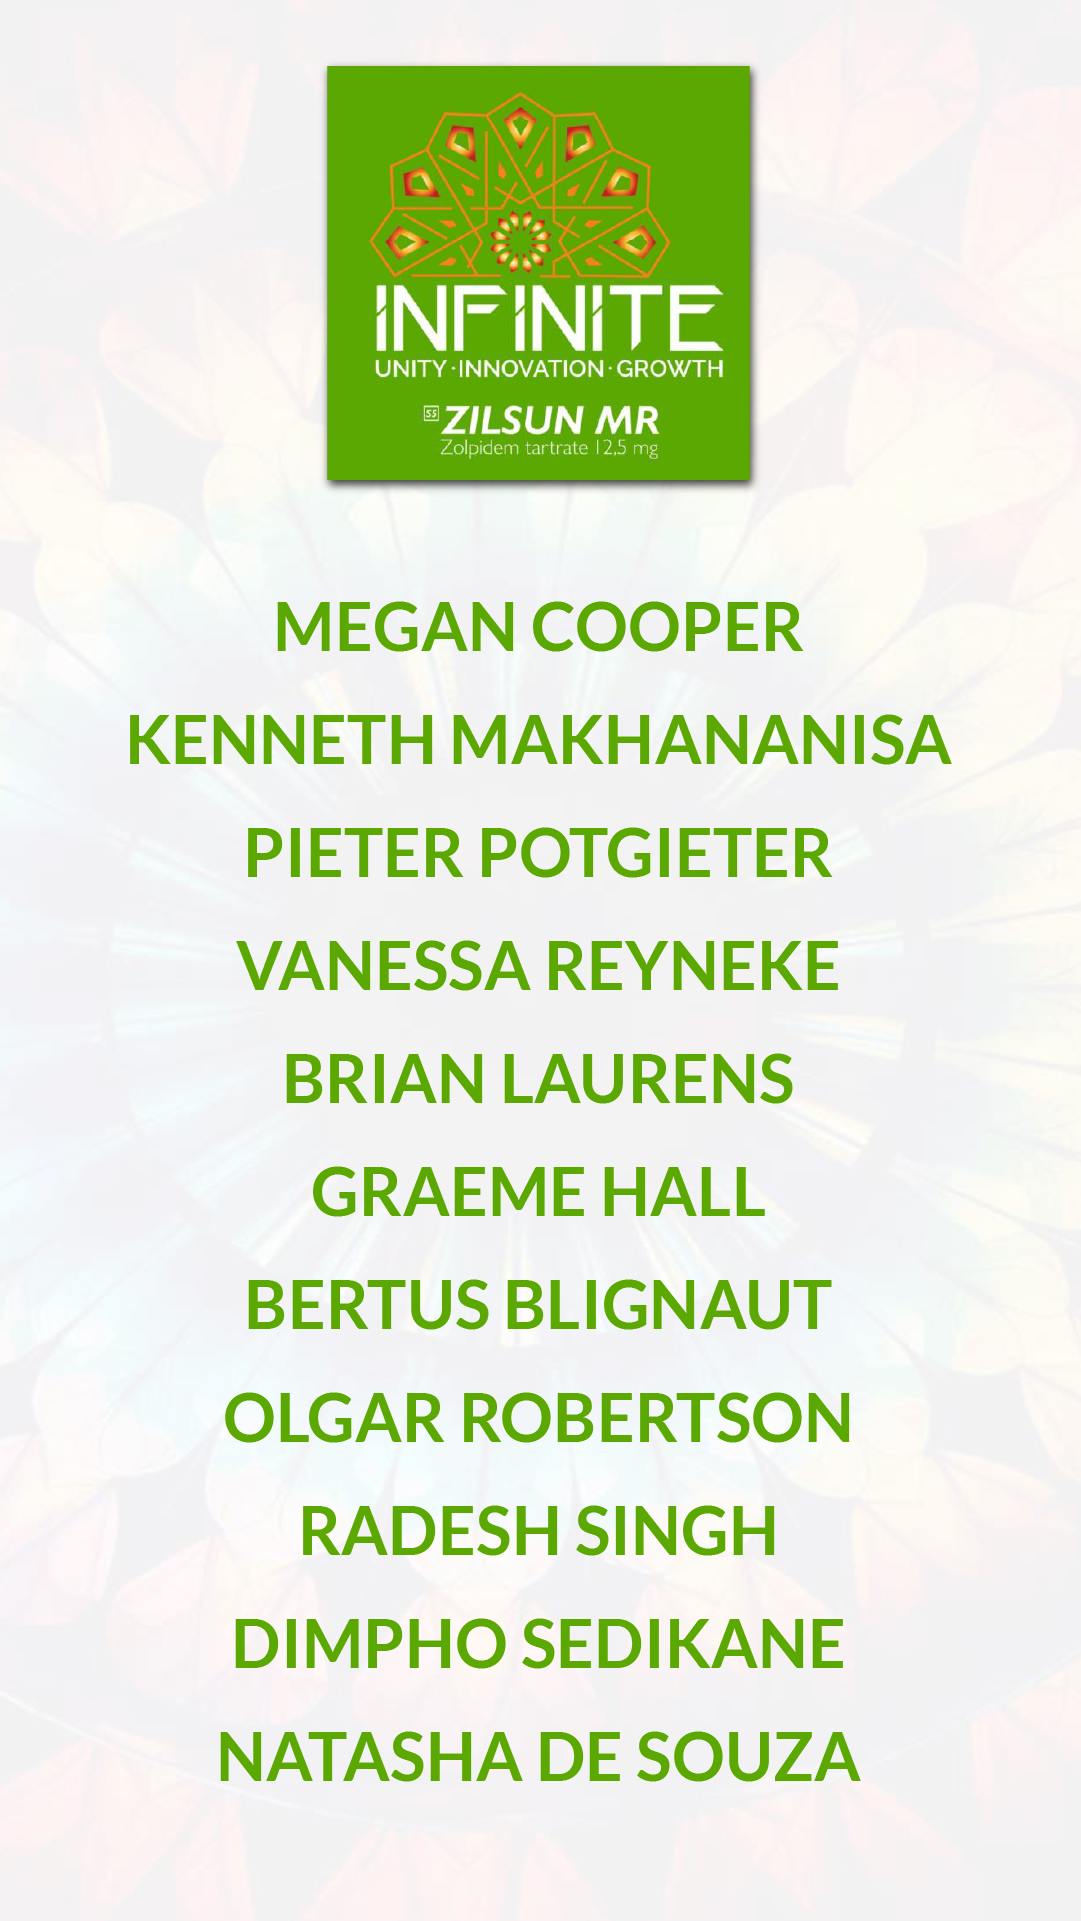 INFINITE
UNITY · INNOVATION · GROWTH
S5 ZILSUN MR
Zolpidem tartrate 12,5 mg
MEGAN COOPER
KENNETH MAKHANANISA
PIETER POTGIETER
VANESSA REYNEKE
BRIAN LAURENS
GRAEME HALL
BERTUS BLIGNAUT
OLGAR ROBERTSON
RADESH SINGH
DIMPHO SEDIKANE
NATASHA DE SOUZA